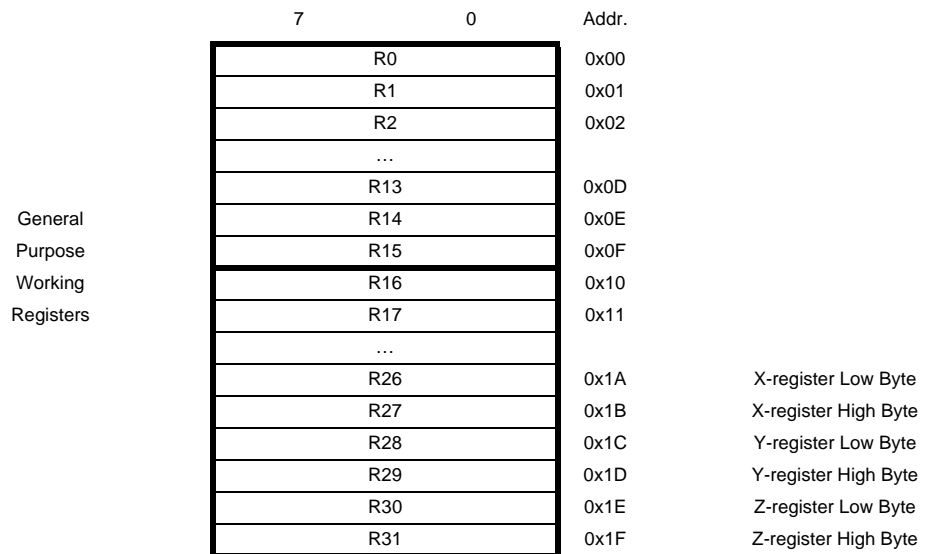 7 0 Addr.
R0 0x00
R1 0x01
R2 0x02
…
R13 0x0D
General R14 0x0E
Purpose R15 0x0F
Working R16 0x10
Registers R17 0x11
…
R26 0x1A X-register Low Byte
R27 0x1B X-register High Byte
R28 0x1C Y-register Low Byte
R29 0x1D Y-register High Byte
R30 0x1E Z-register Low Byte
R31 0x1F Z-register High Byte